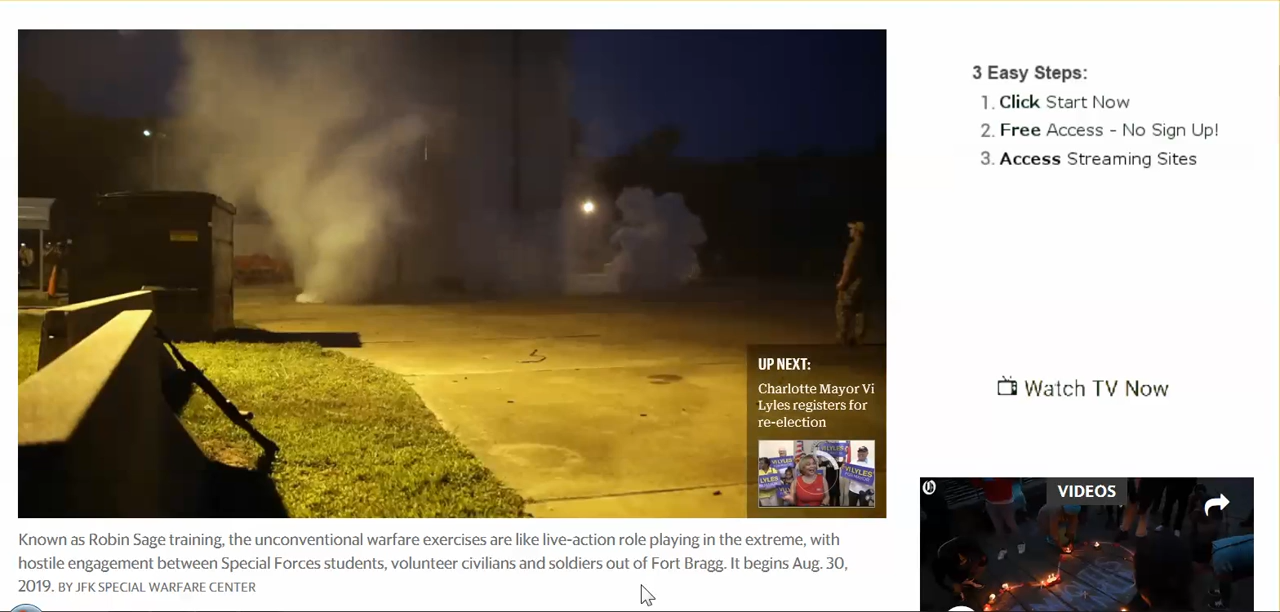 3 Easy Steps:
1. Click Start Now
2. Free Access - No Sign Up!
3. Access Streaming Sites
UP NEXT:
Charlotte Mayor Vi
Lyles registers for
re-election
VI LYLES
LYLES
Watch TV Now
VIDEOS
Known as Robin Sage training, the unconventional warfare exercises are like live-action role playing in the extreme, with
hostile engagement between Special Forces students, volunteer civilians and soldiers out of Fort Bragg. It begins Aug. 30,
2019. BY JFK SPECIAL WARFARE CENTER